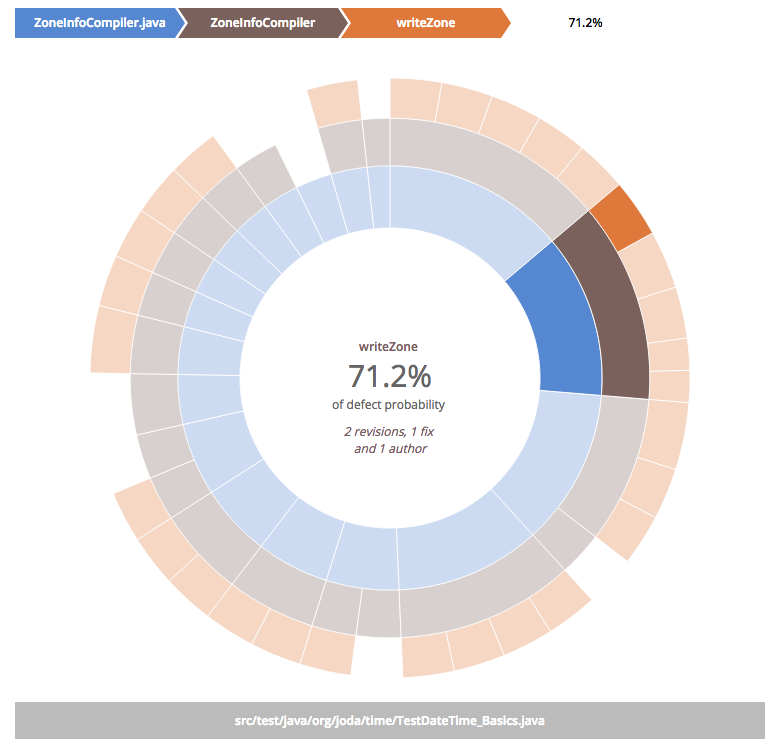 ZoneInfoCompiler.java ZoneInfoCompiler writeZone 71.2%
writeZone
71.2%
of defect probability
2 revisions, 1 fix
and 1 author
src/test/java/org/joda/time/TestDateTime_Basics.java